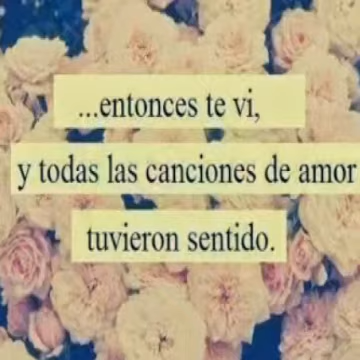 ...entonces te vi,
y todas las canciones de amor
tuvieron sentido.